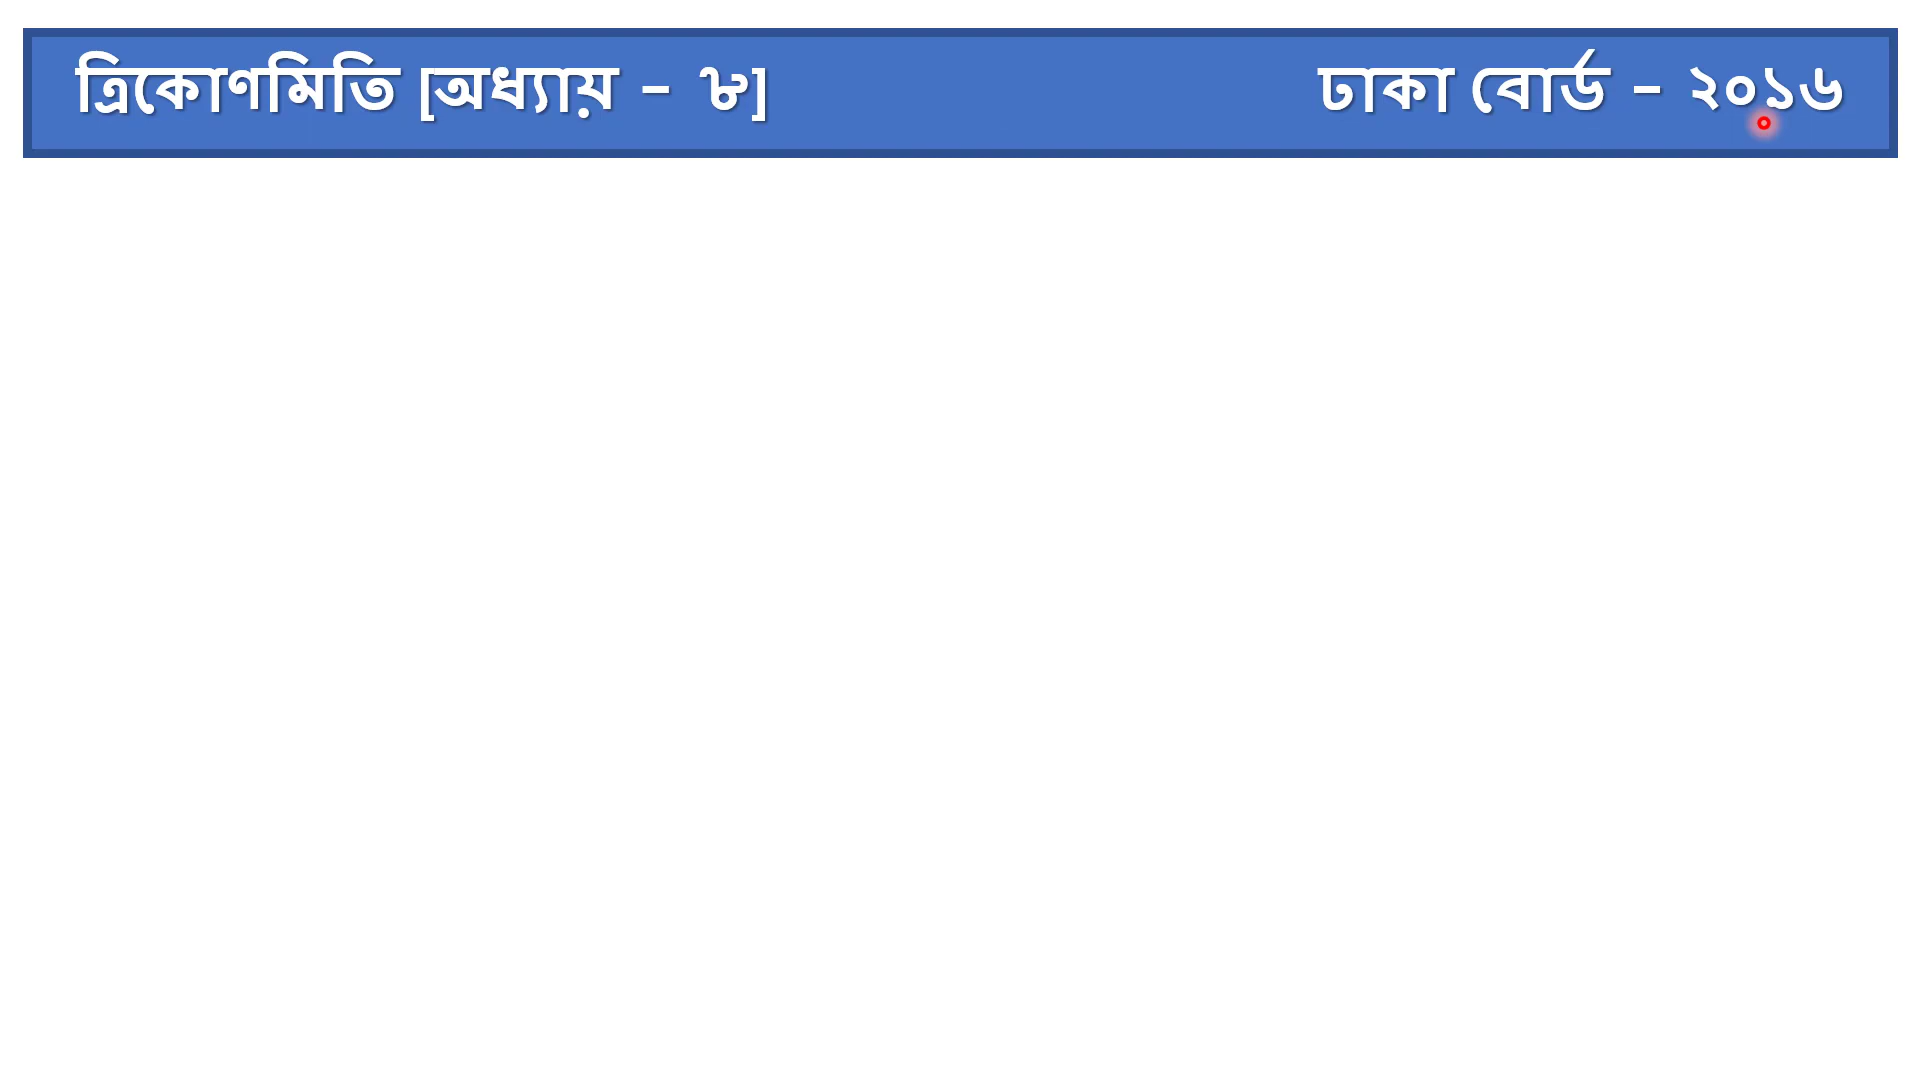 ত্রিকোণমিতি [অধ্যায় – ৮] ঢাকা বোর্ড – ২০১৬